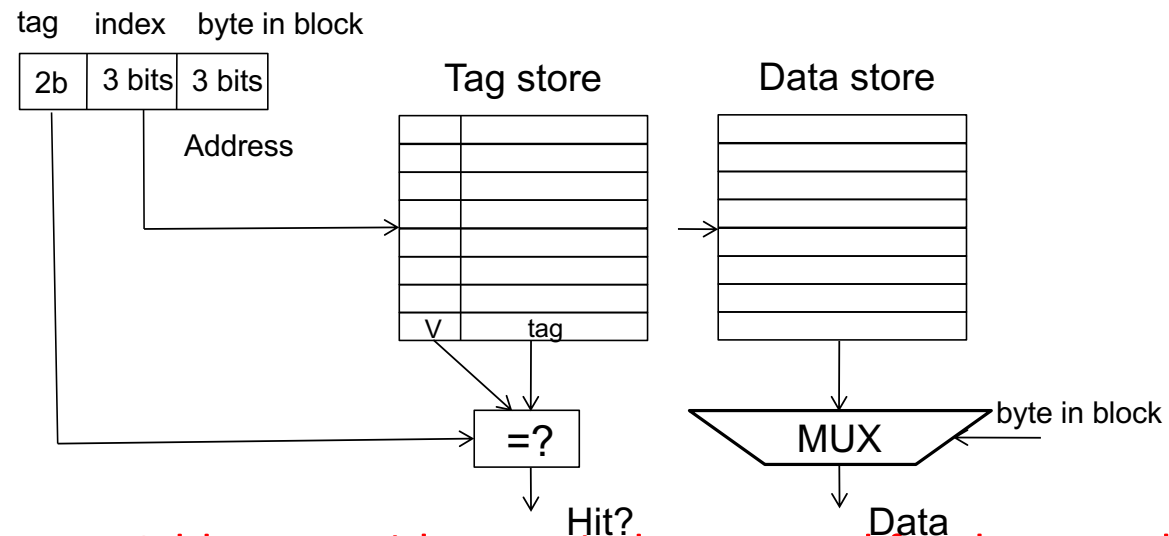 tag index byte in block
2b 3 bits 3 bits
Tag store Data store
Address
V tag
=? MUX byte in block
Hit? Data